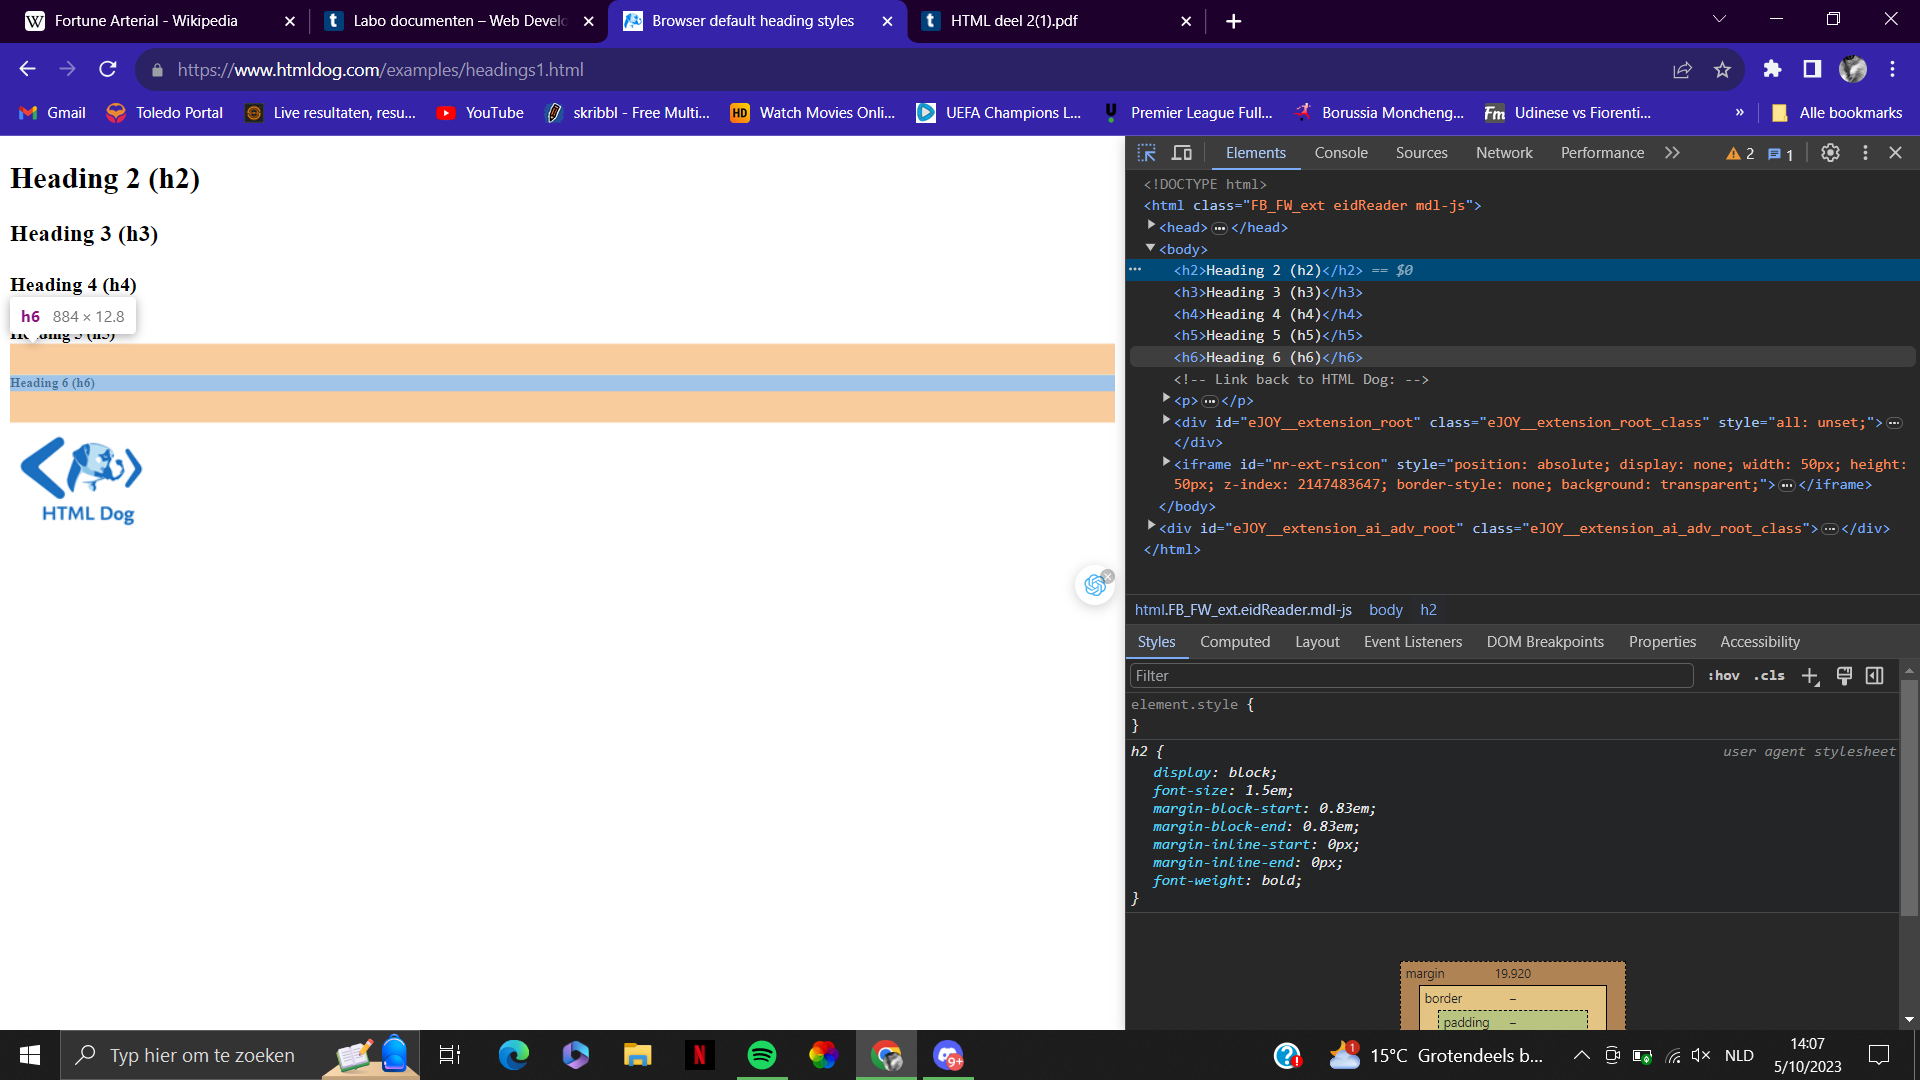 Fortune Arterial - Wikipedia
Labo documenten – Web Develo
Browser default heading styles
HTML deel 2(1).pdf
https://www.htmldog.com/examples/headings1.html
Gmail
Toledo Portal
Live resultaten, resu...
YouTube
skribbl - Free Multi...
Watch Movies Onli...
UEFA Champions L...
Premier League Full...
Borussia Moncheng...
Udinese vs Fiorenti...
»
Alle bookmarks
Heading 2 (h2)
Heading 3 (h3)
Heading 4 (h4)
h6 884 × 12.8
Heading 5 (h5)
Heading 6 (h6)
HTML Dog
Elements
Console
Sources
Network
Performance
2
1
<!DOCTYPE html>
<html class="FB_FW_ext eidReader mdl-js">
<head>…</head>
<body>
… <h2>Heading 2 (h2)</h2> == $0
<h3>Heading 3 (h3)</h3>
<h4>Heading 4 (h4)</h4>
<h5>Heading 5 (h5)</h5>
<h6>Heading 6 (h6)</h6>
<!-- Link back to HTML Dog: -->
<p>…</p>
<div id="eJOY__extension_root" class="eJOY__extension_root_class" style="all: unset;">…
</div>
<iframe id="nr-ext-rsicon" style="position: absolute; display: none; width: 50px; height:
50px; z-index: 2147483647; border-style: none; background: transparent;">…</iframe>
</body>
<div id="eJOY__extension_ai_adv_root" class="eJOY__extension_ai_adv_root_class">…</div>
</html>
html.FB_FW_ext.eidReader.mdl-js body h2
Styles
Computed
Layout
Event Listeners
DOM Breakpoints
Properties
Accessibility
Filter
:hov .cls
element.style {
}
h2 { user agent stylesheet
display: block;
font-size: 1.5em;
margin-block-start: 0.83em;
margin-block-end: 0.83em;
margin-inline-start: 0px;
margin-inline-end: 0px;
font-weight: bold;
}
margin 19.920
border –
padding –
Typ hier om te zoeken
HD
Fm
N
9+
1
15°C Grotendeels b...
NLD
14:07
5/10/2023